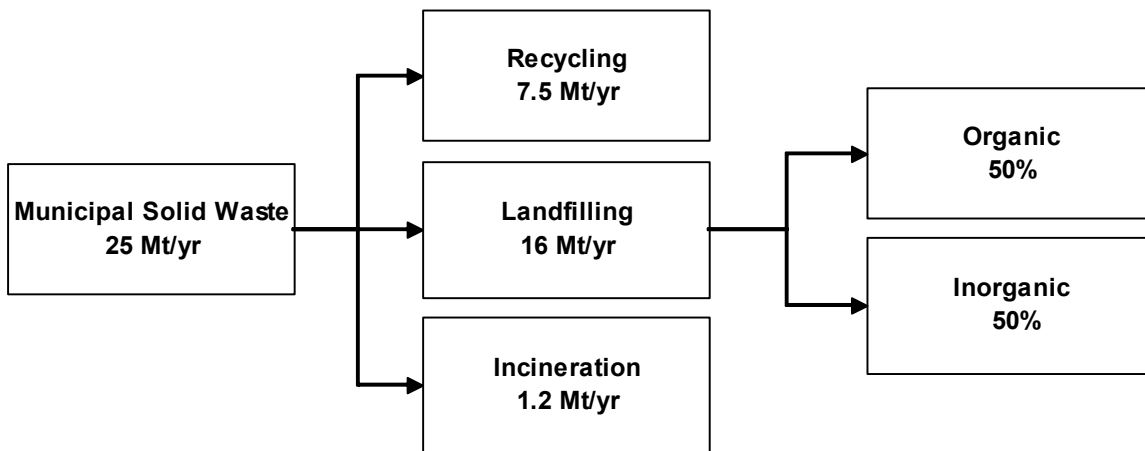 Municipal Solid Waste
25 Mt/yr
Recycling
7.5 Mt/yr
Landfilling
16 Mt/yr
Incineration
1.2 Mt/yr
Organic
50%
Inorganic
50%